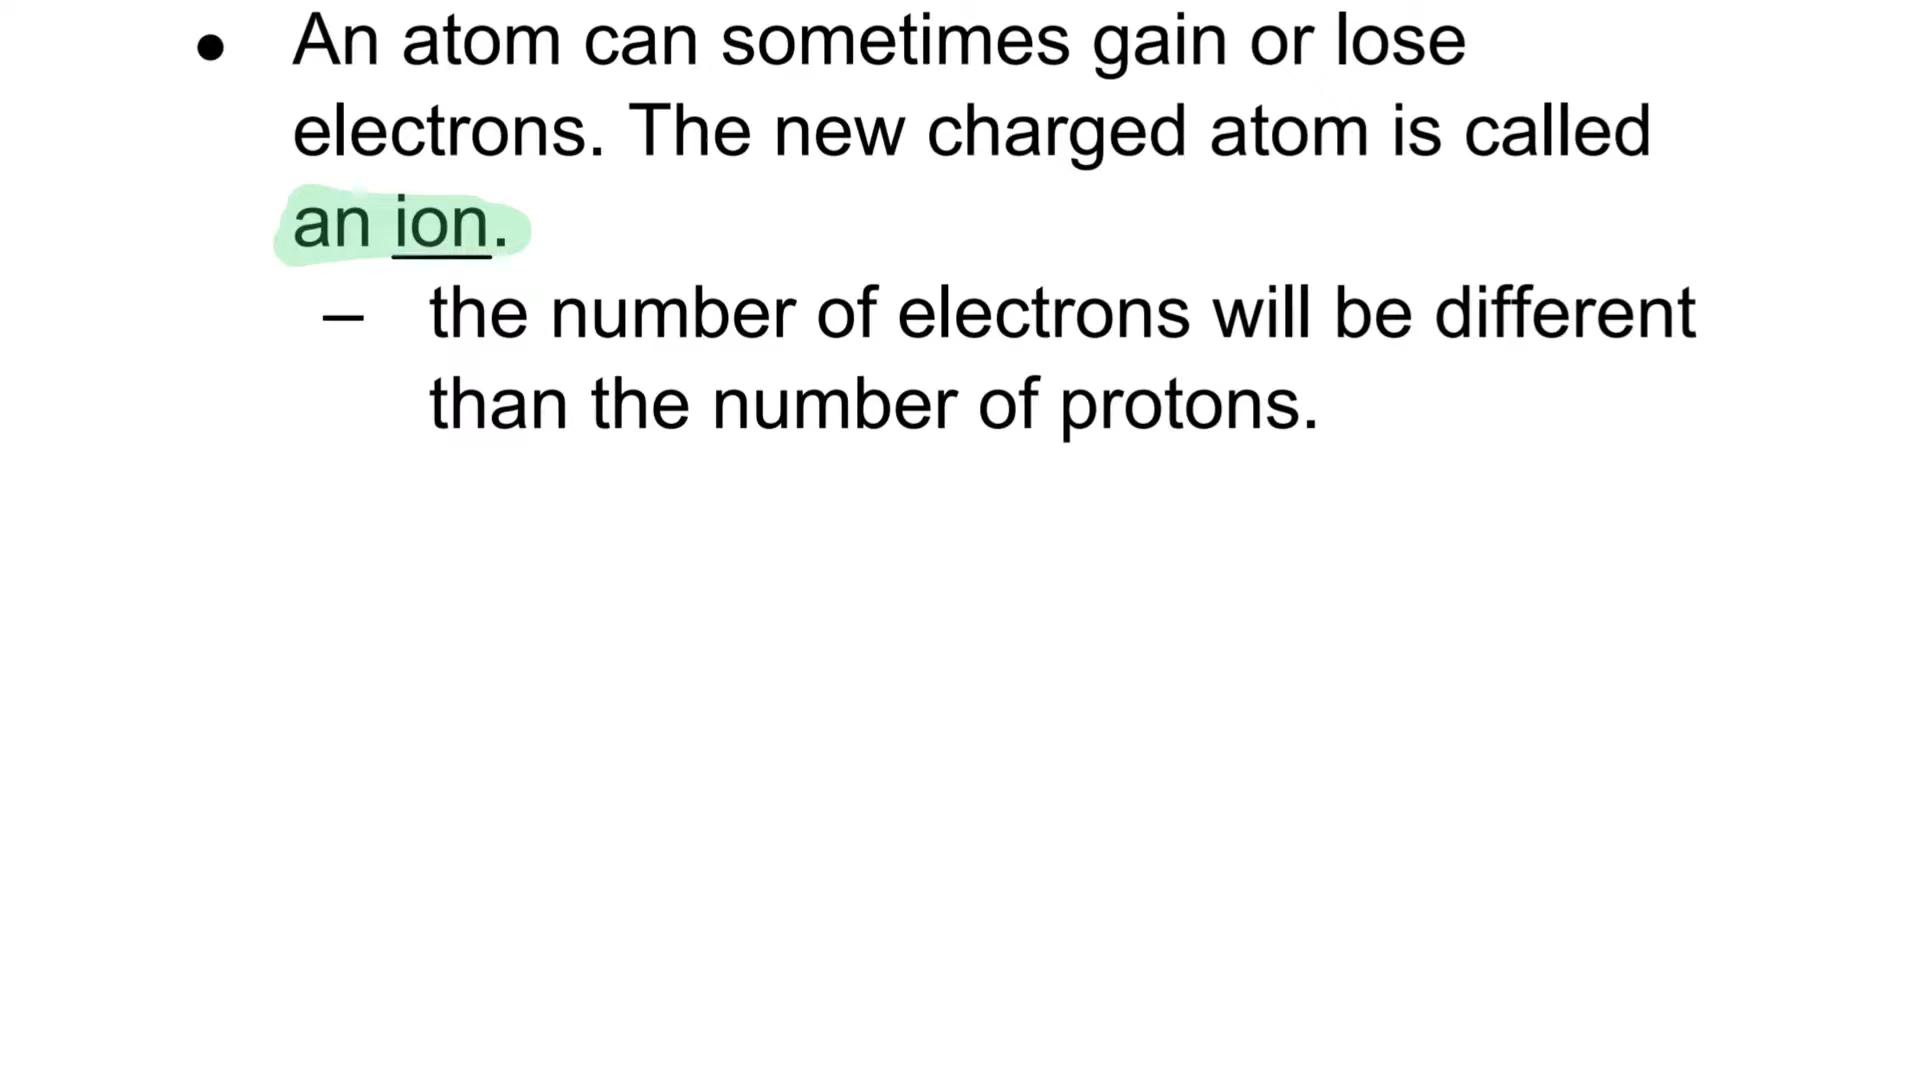 ● An atom can sometimes gain or lose
electrons. The new charged atom is called
an ion.
– the number of electrons will be different
than the number of protons.